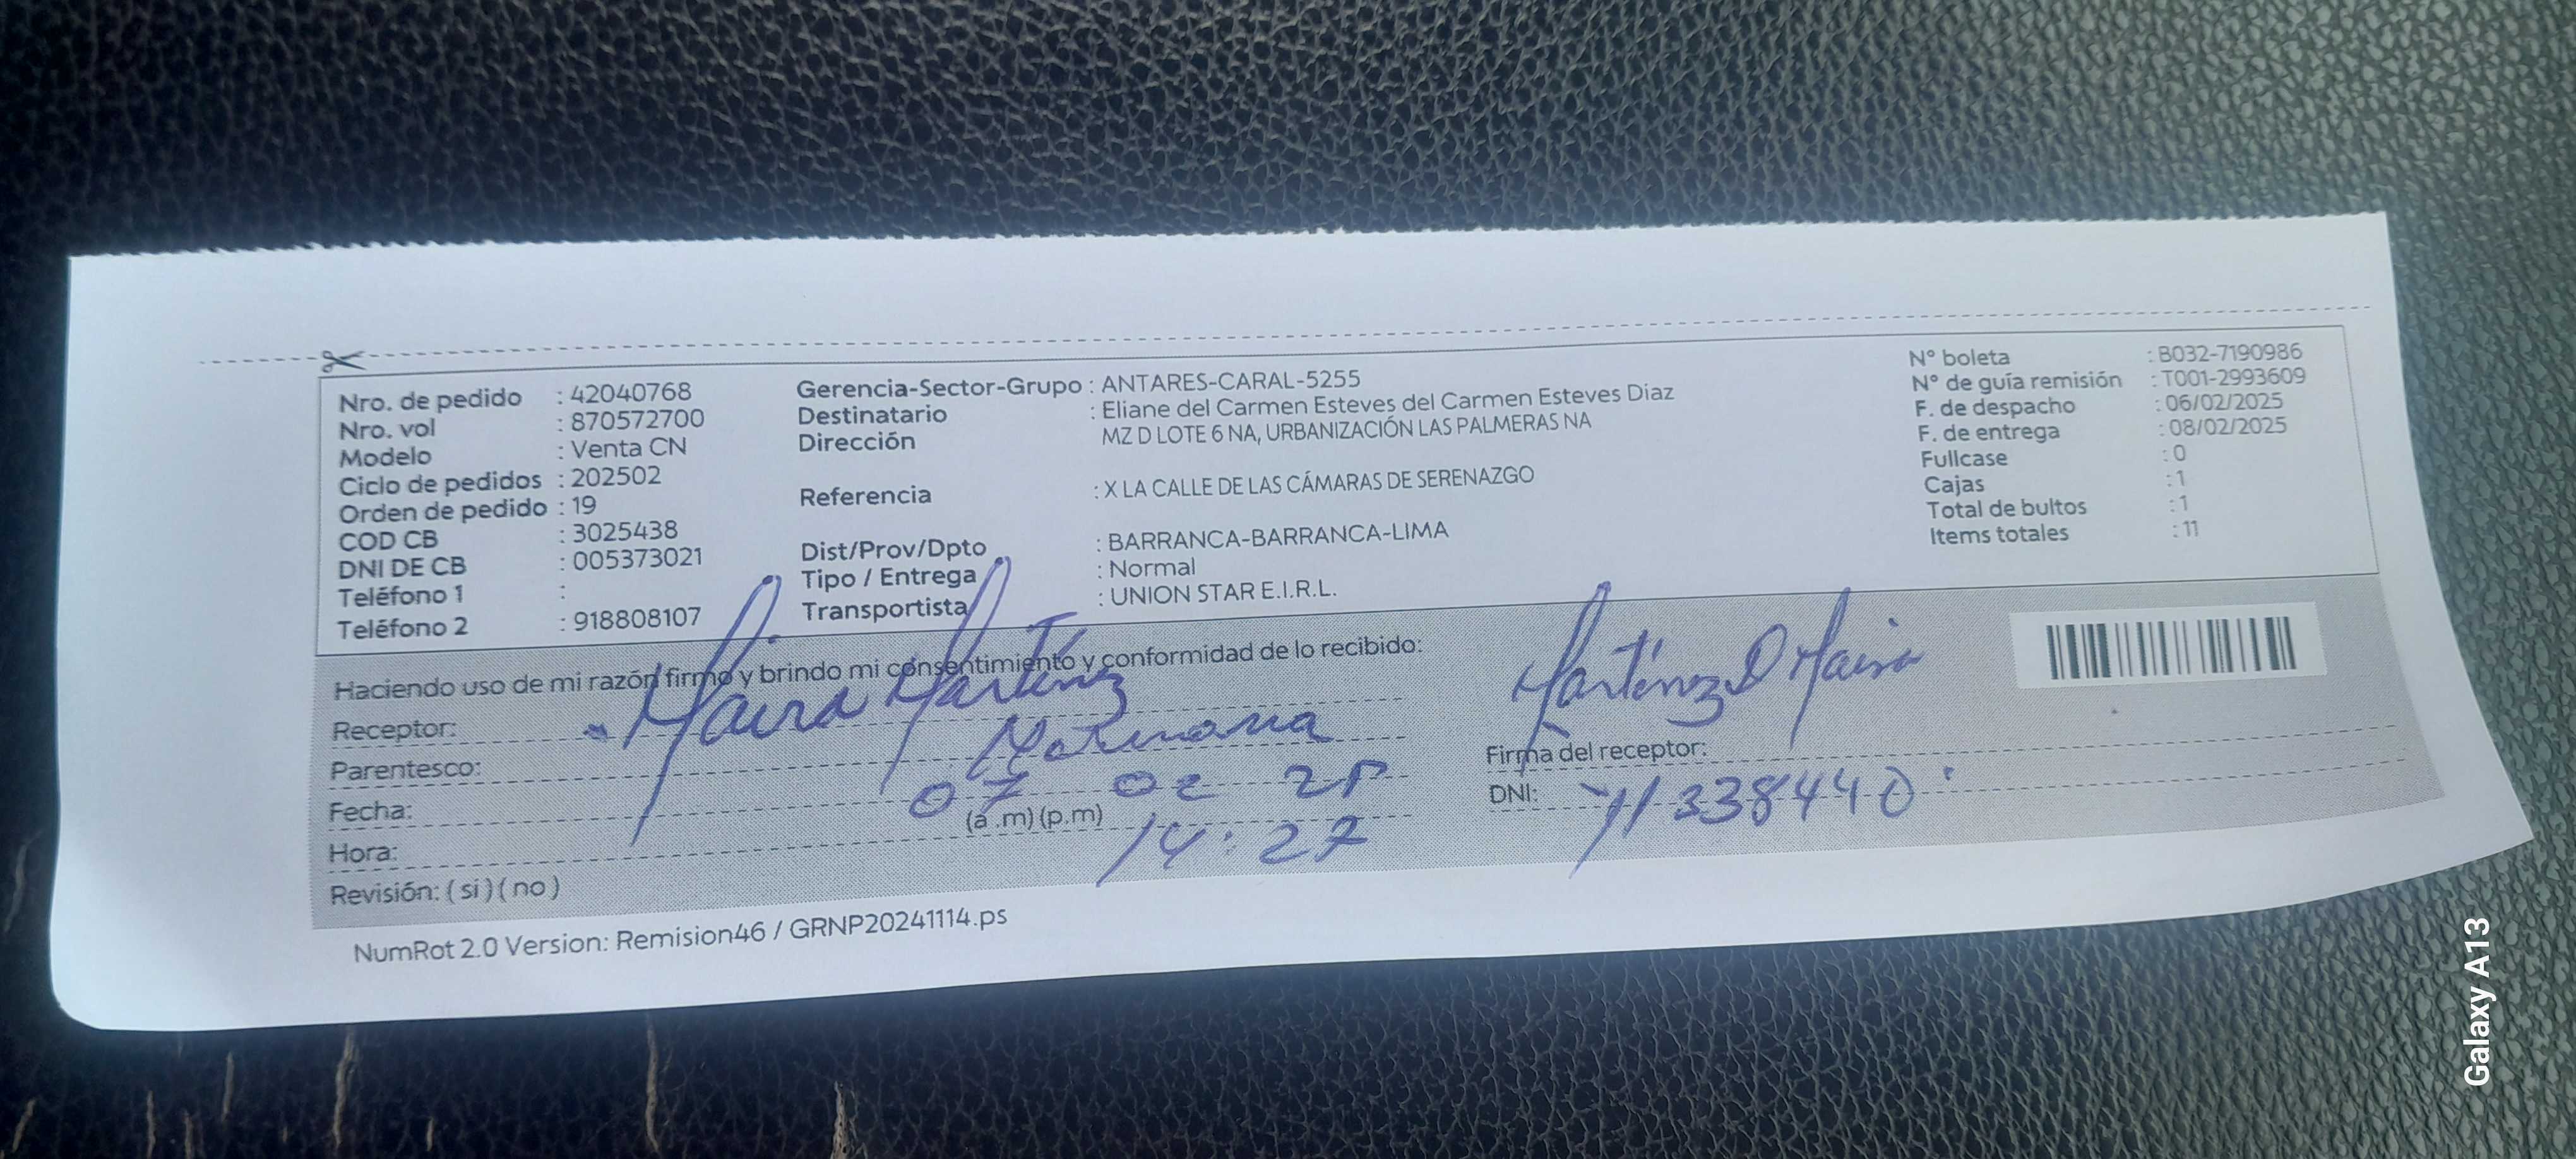 Nro. de pedido : 42040768
Nro. vol : 870572700
Modelo : Venta CN
Ciclo de pedidos : 202502
Orden de pedido : 19
COD CB : 3025438
DNI DE CB : 005373021
Teléfono 1 :
Teléfono 2 : 918808107
Gerencia-Sector-Grupo : ANTARES-CARAL-5255
Destinatario : Eliane del Carmen Esteves del Carmen Esteves Diaz
Dirección MZ D LOTE 6 NA, URBANIZACIÓN LAS PALMERAS NA
Referencia : X LA CALLE DE LAS CÁMARAS DE SERENAZGO
Dist/Prov/Dpto : BARRANCA-BARRANCA-LIMA
Tipo / Entrega : Normal
Transportista : UNION STAR E.I.R.L.
N° boleta : B032-7190986
N° de guía remisión : T001-2993609
F. de despacho : 06/02/2025
F. de entrega : 08/02/2025
Fullcase : 0
Cajas : 1
Total de bultos : 1
Items totales : 11
Haciendo uso de mi razón firmo y brindo mi consentimiento y conformidad de lo recibido:
Receptor: Maira Martínez
Parentesco:
Fecha: 07 02
Hora: (a .m) (p.m) 14:27
Revisión: ( si ) ( no )
Martínez Maira
Firma del receptor:
DNI:
NumRot 2.0 Version: Remision46 / GRNP20241114.ps
Galaxy A13